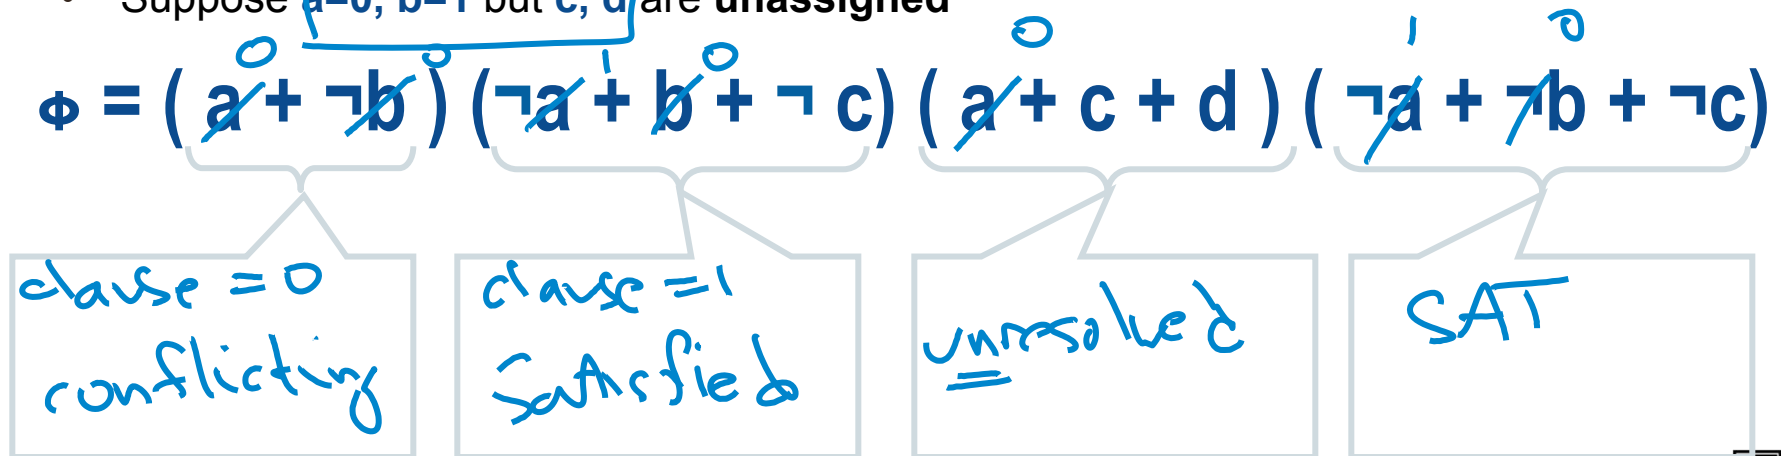 • Suppose a=0, b=1 but c, d are unassigned
0 0 1 0 0 1 0
Φ = ( a + ¬b ) (¬a + b + ¬ c) ( a + c + d ) ( ¬a + ¬b + ¬c)
clause = 0
conflicting
clause = 1
Satisfied
unresolved
SAT